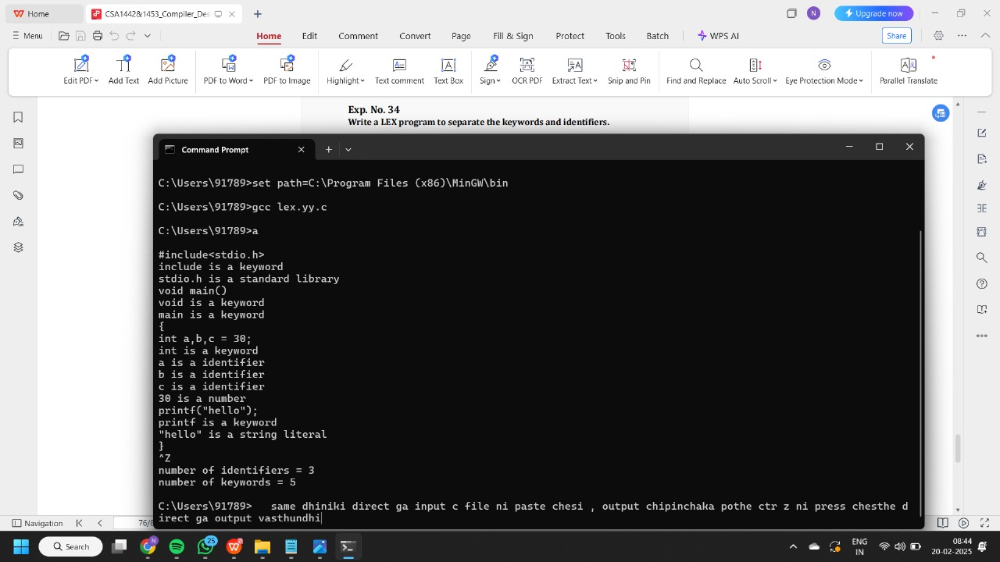 Home
CSA1442&1453_Compiler_Des
N
Upgrade now
Menu
Home
Edit
Comment
Convert
Page
Fill & Sign
Protect
Tools
Batch
WPS AI
Share
Edit PDF
Add Text
Add Picture
PDF to Word
PDF to Image
Highlight
Text comment
Text Box
Sign
OCR PDF
Extract Text
Snip and Pin
Find and Replace
Auto Scroll
Eye Protection Mode
Parallel Translate
Exp. No. 34
Write a LEX program to separate the keywords and identifiers.
Command Prompt
C:\Users\91789>set path=C:\Program Files (x86)\MinGW\bin
C:\Users\91789>gcc lex.yy.c
C:\Users\91789>a
#include<stdio.h>
include is a keyword
stdio.h is a standard library
void main()
void is a keyword
main is a keyword
{
int a,b,c = 30;
int is a keyword
a is a identifier
b is a identifier
c is a identifier
30 is a number
printf("hello");
printf is a keyword
"hello" is a string literal
}
^Z
number of identifiers = 3
number of keywords = 5
C:\Users\91789>   same dhiniki direct ga input c file ni paste chesi , output chipinchaka pothe ctr z ni press chesthe d
irect ga output vasthundhi
Navigation
76/8
Search
25
ENG
IN
08:44
20-02-2025